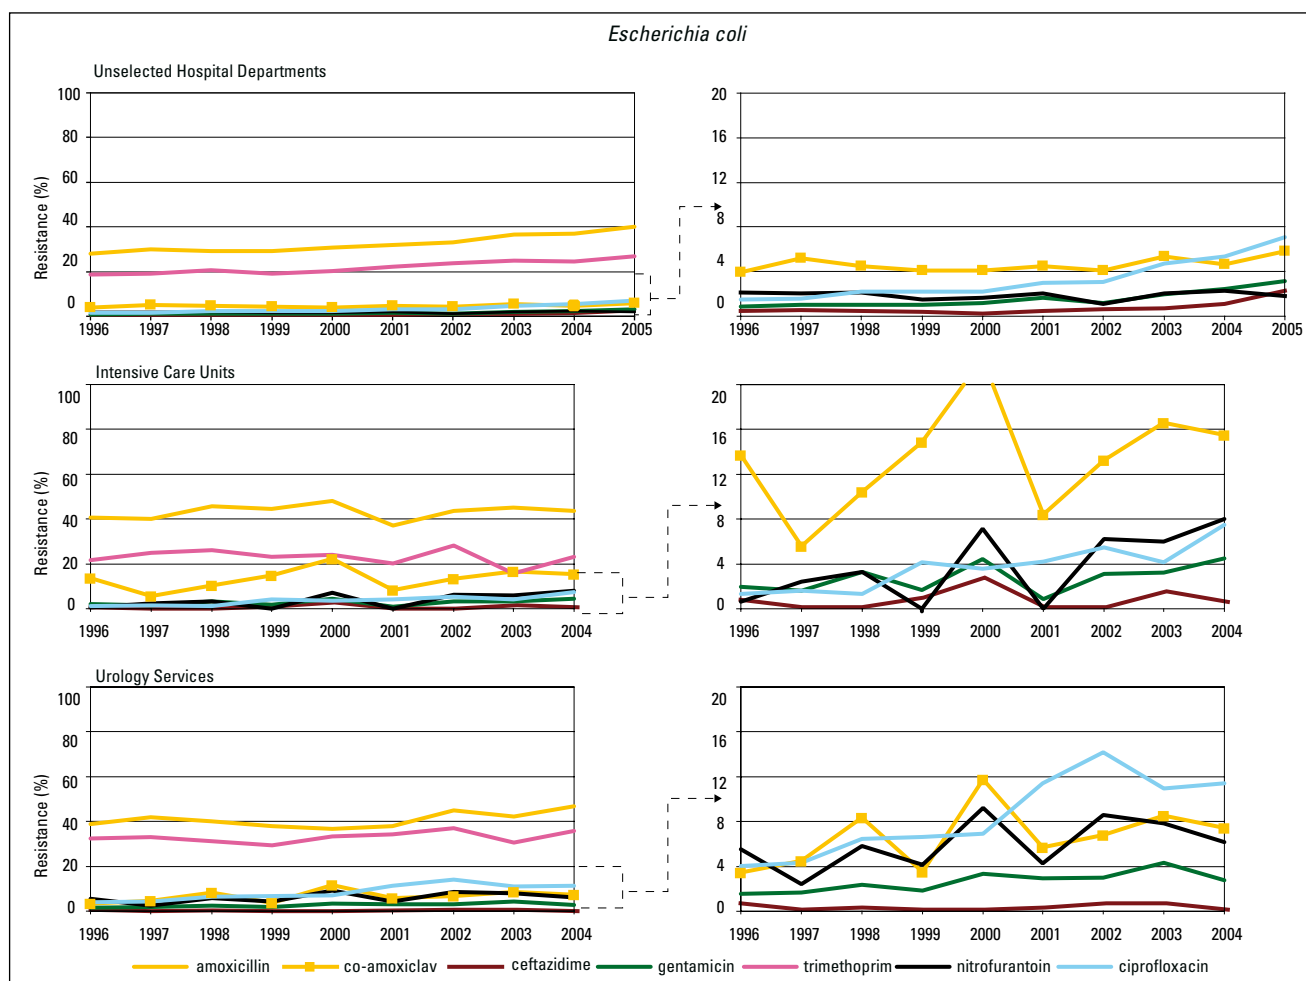 Escherichia coli
Unselected Hospital Departments
Resistance (%)
100
80
60
40
20
0
1996 1997 1998 1999 2000 2001 2002 2003 2004 2005
20
16
12
8
4
0
1996 1997 1998 1999 2000 2001 2002 2003 2004 2005
Intensive Care Units
Resistance (%)
100
80
60
40
20
0
1996 1997 1998 1999 2000 2001 2002 2003 2004
20
16
12
8
4
0
1996 1997 1998 1999 2000 2001 2002 2003 2004
Urology Services
Resistance (%)
100
80
60
40
20
0
1996 1997 1998 1999 2000 2001 2002 2003 2004
20
16
12
8
4
0
1996 1997 1998 1999 2000 2001 2002 2003 2004
amoxicillin co-amoxiclav ceftazidime gentamicin trimethoprim nitrofurantoin ciprofloxacin